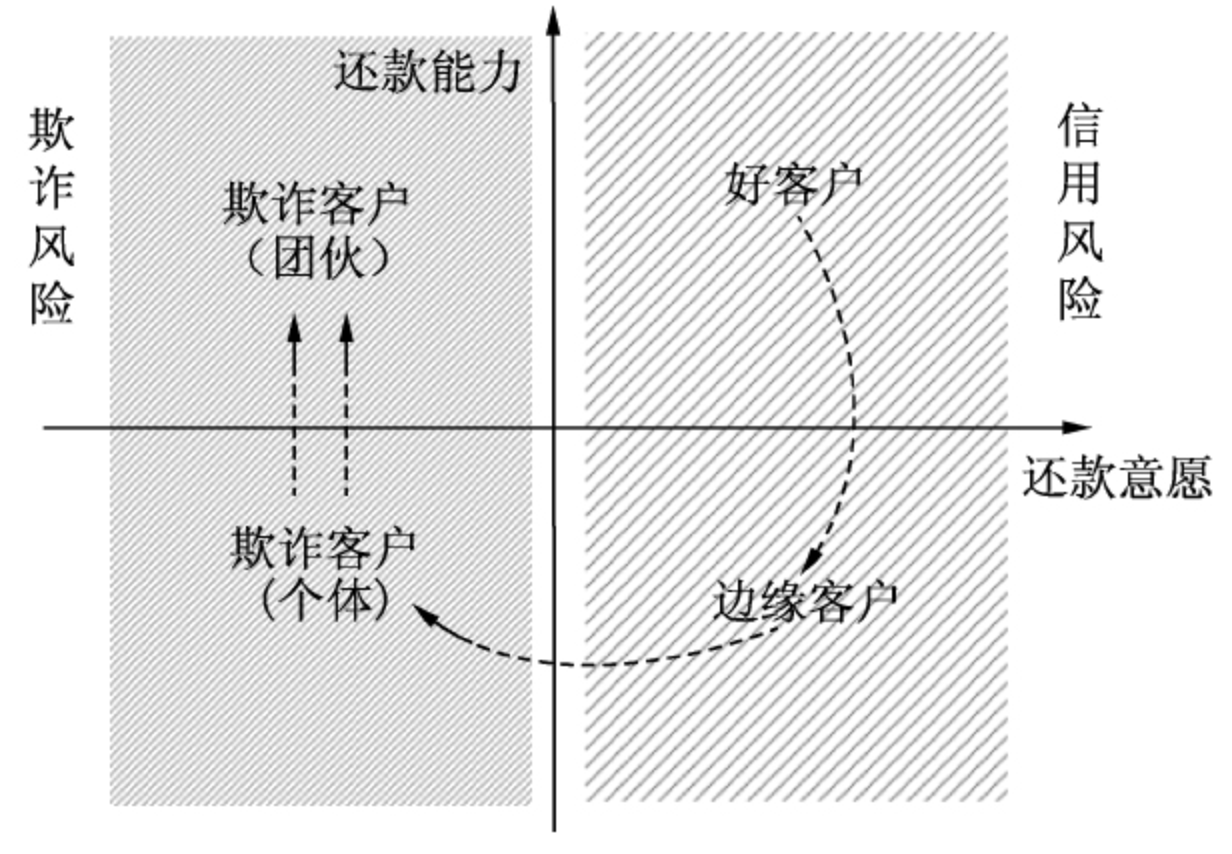 还款能力
欺诈风险
信用风险
好客户
欺诈客户
（团伙）
还款意愿
欺诈客户
(个体)
边缘客户